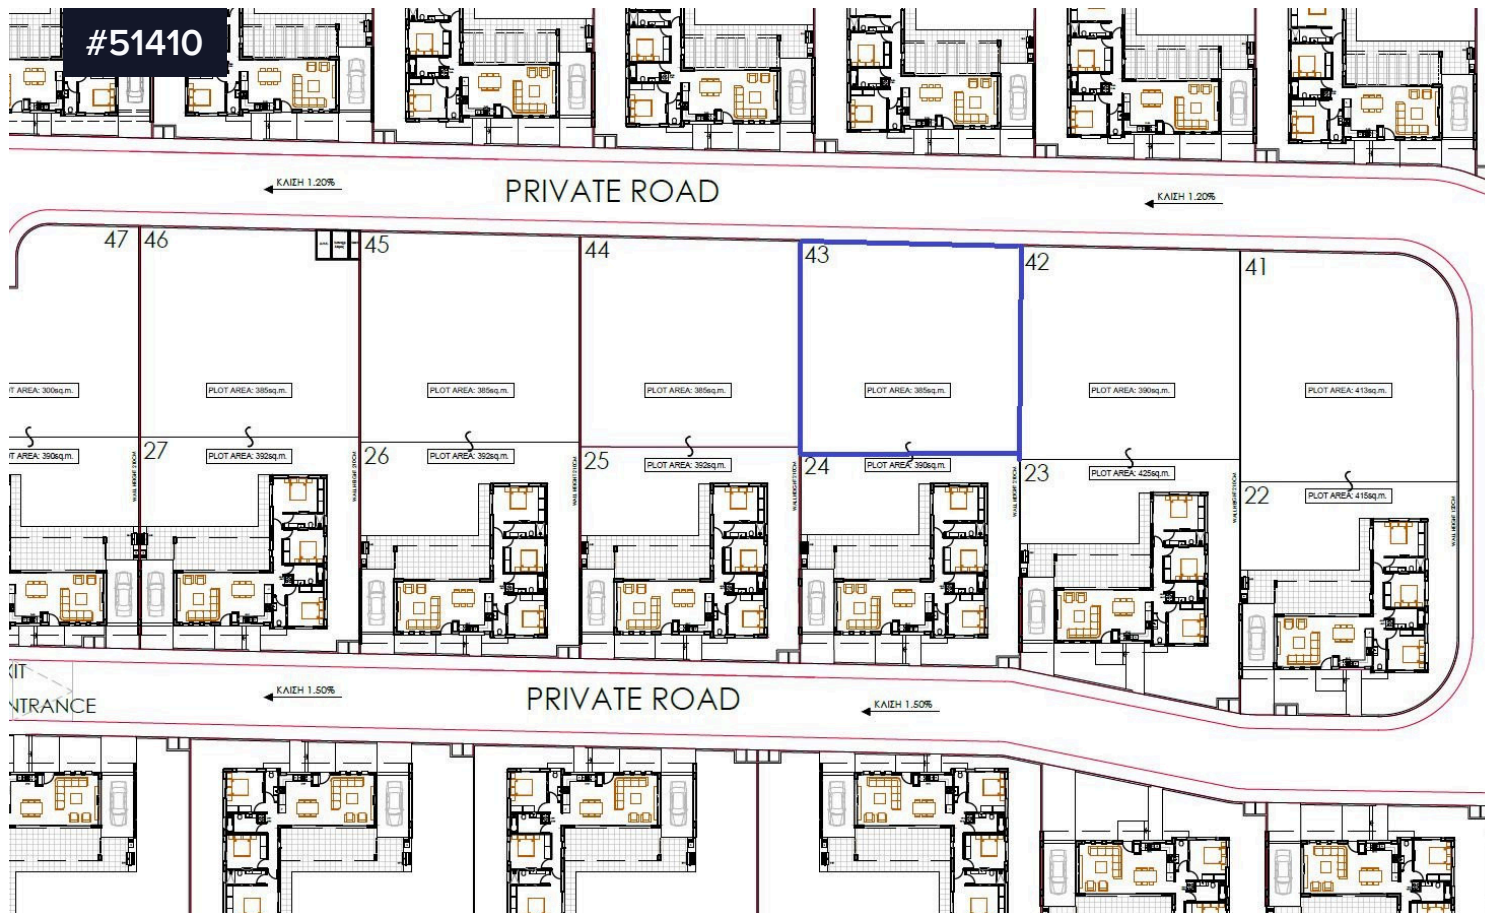 #51410
ΚΛΙΣΗ 1.20%
PRIVATE ROAD
ΚΛΙΣΗ 1.20%
47
46
45
44
43
42
41
PLOT AREA: 385sq.m.
PLOT AREA: 385sq.m.
PLOT AREA: 385sq.m.
PLOT AREA: 385sq.m.
PLOT AREA: 390sq.m.
PLOT AREA: 413sq.m.
AREA: 300sq.m.
27
26
25
24
23
22
AREA: 390sq.m.
PLOT AREA: 392sq.m.
PLOT AREA: 392sq.m.
PLOT AREA: 392sq.m.
PLOT AREA: 390sq.m.
PLOT AREA: 425sq.m.
PLOT AREA: 415sq.m.
XIT
NTRANCE
ΚΛΙΣΗ 1.50%
PRIVATE ROAD
ΚΛΙΣΗ 1.50%